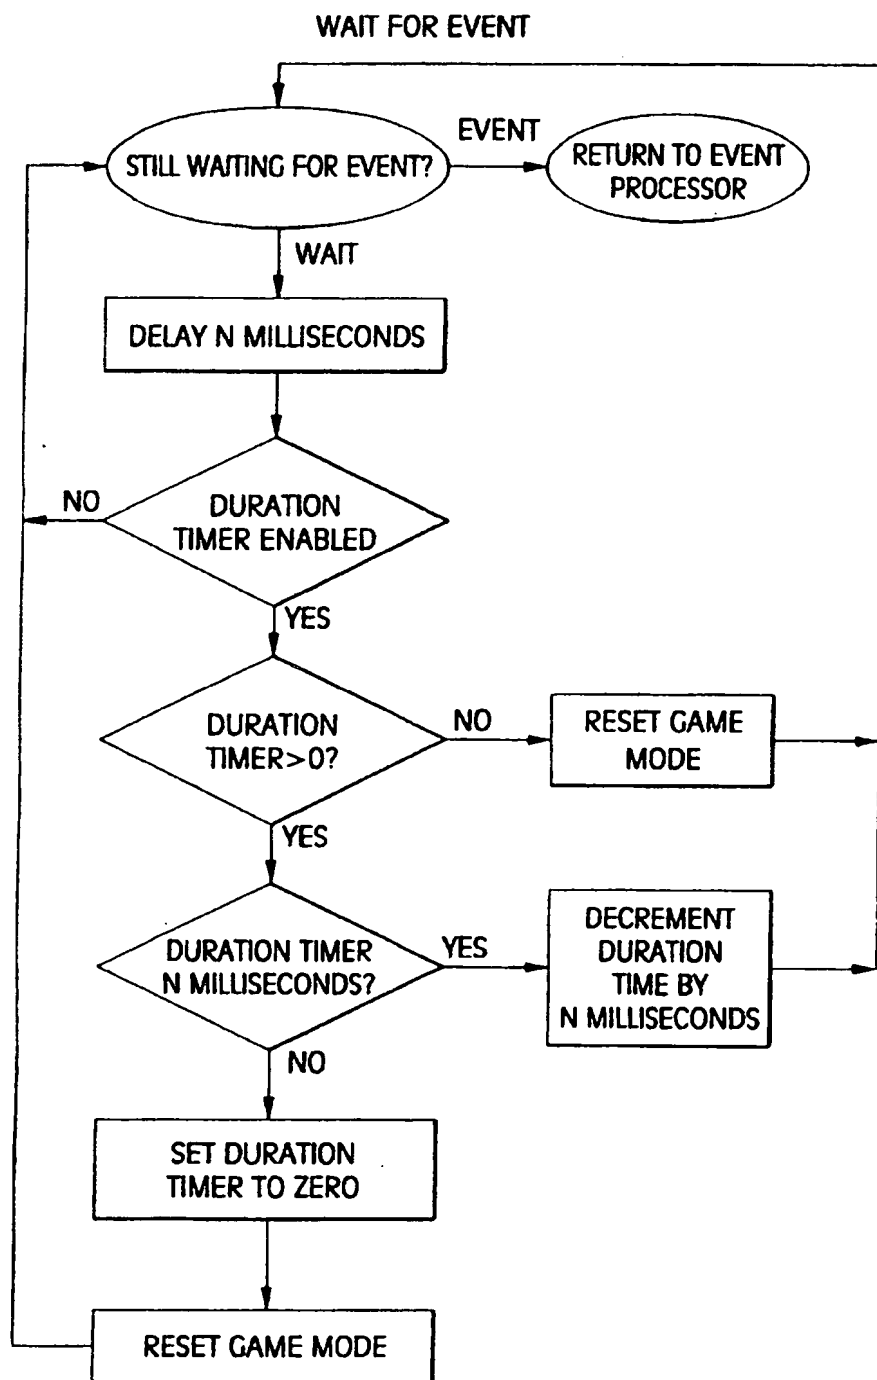 WAIT FOR EVENT
STILL WAITING FOR EVENT?
EVENT
RETURN TO EVENT
PROCESSOR
WAIT
DELAY N MILLISECONDS
NO
DURATION
TIMER ENABLED
YES
DURATION
TIMER>0?
NO
RESET GAME
MODE
YES
DURATION TIMER
N MILLISECONDS?
YES
DECREMENT
DURATION
TIME BY
N MILLISECONDS
NO
SET DURATION
TIMER TO ZERO
RESET GAME MODE